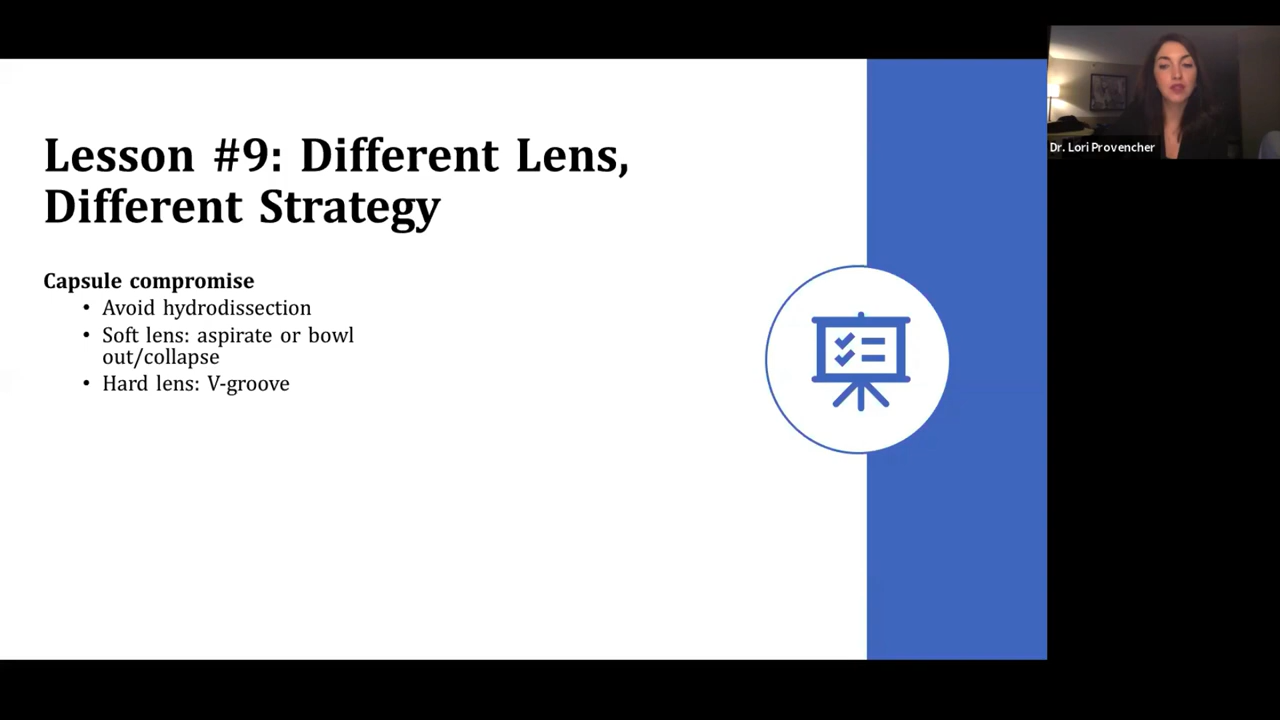 Lesson #9: Different Lens,
Different Strategy
Capsule compromise
• Avoid hydrodissection
• Soft lens: aspirate or bowl
out/collapse
• Hard lens: V-groove
Dr. Lori Provencher